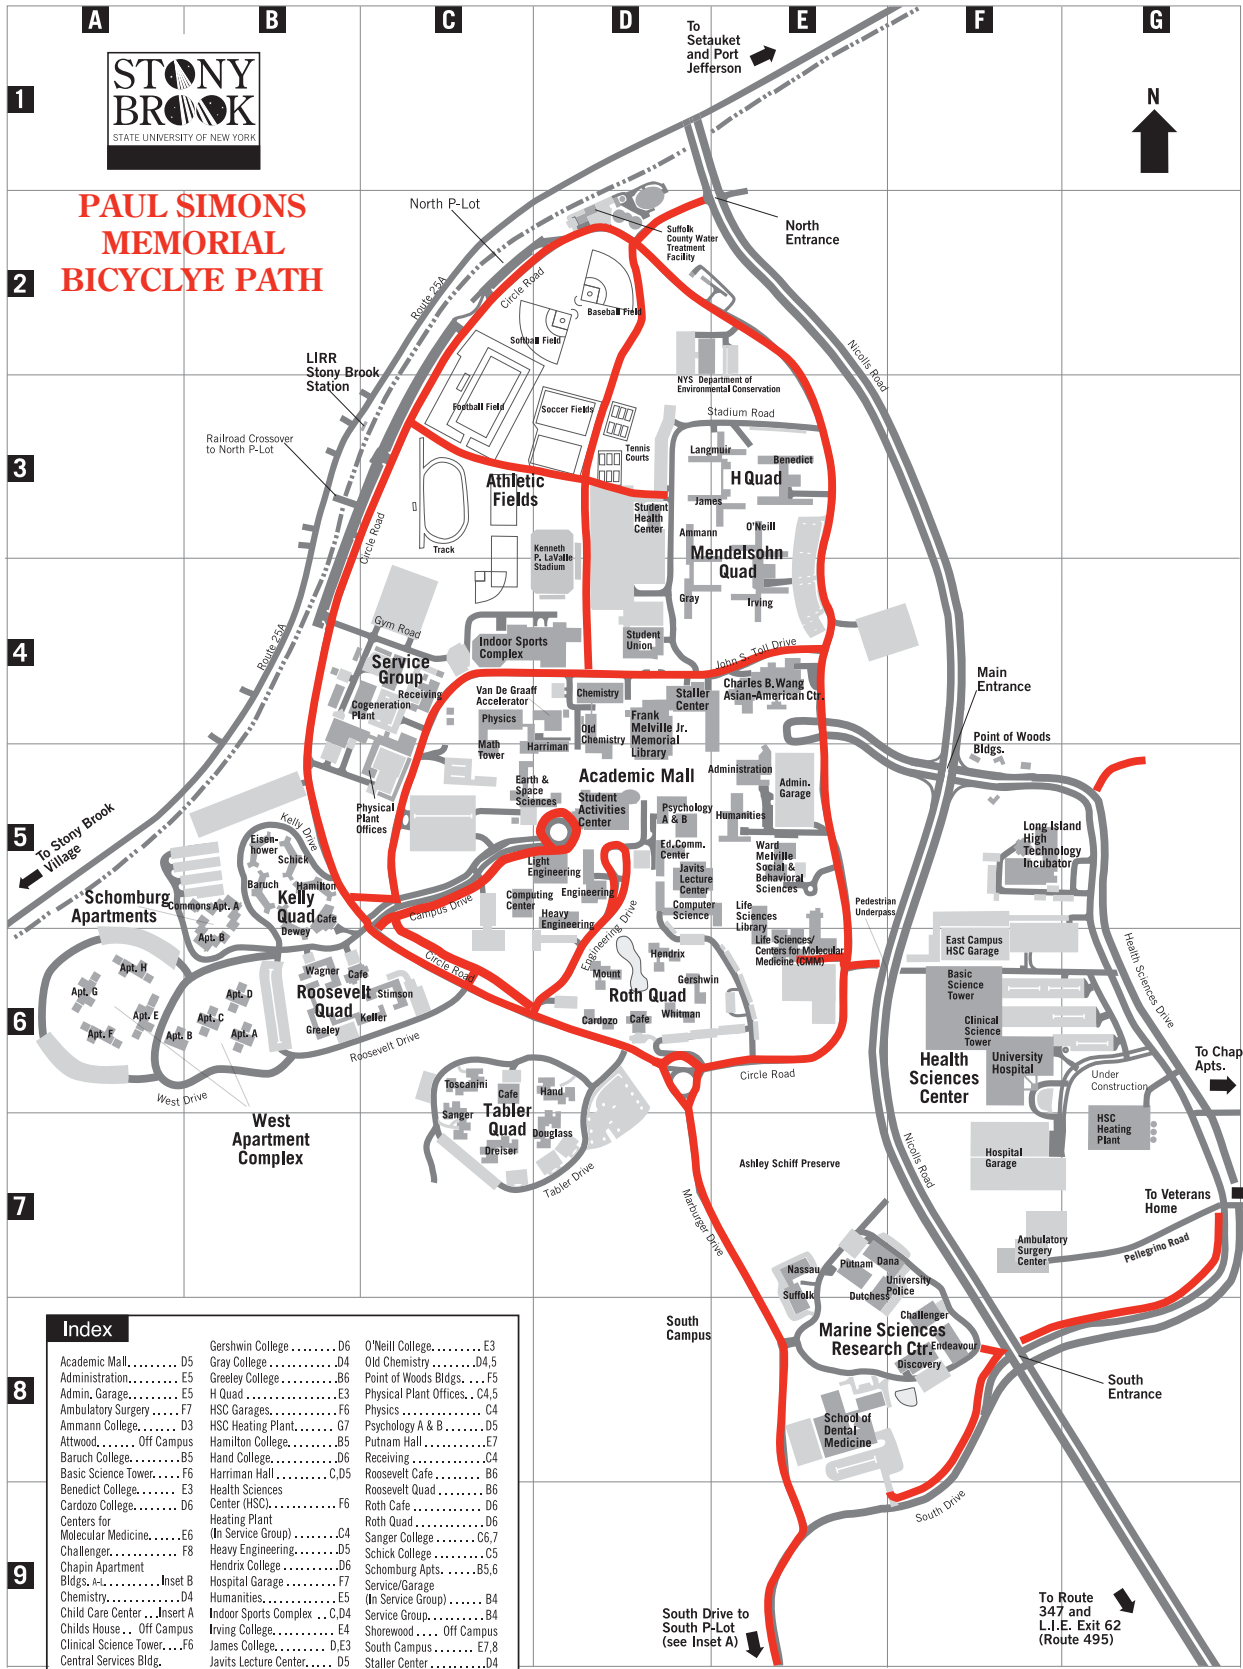 A B C D E F G
1
2
3
4
5
6
7
8
9
STONY
BROOK
STATE UNIVERSITY OF NEW YORK
PAUL SIMONS
MEMORIAL
BICYCLYE PATH
To
Setauket
and Port
Jefferson
N
North P-Lot
Suffolk
County Water
Treatment
Facility
North
Entrance
Route 25A
Circle Road
Baseball Field
Softball Field
Nicolls Road
LIRR
Stony Brook
Station
NYS Department of
Environmental Conservation
Football Field
Soccer Fields
Stadium Road
Railroad Crossover
to North P-Lot
Tennis
Courts
Langmuir
Benedict
H Quad
Athletic
Fields
James
Student
Health
Center
Circle Road
Track
Ammann
O'Neill
Kenneth
P. LaValle
Stadium
Mendelsohn
Quad
Gray
Irving
Route 25A
Gym Road
Indoor Sports
Complex
Student
Union
John S. Toll Drive
Service
Group
Receiving
Cogeneration
Plant
Van De Graaff
Accelerator
Chemistry
Staller
Center
Charles B. Wang
Asian-American Ctr.
Main
Entrance
Physics
Old
Chemistry
Frank
Melville Jr.
Memorial
Library
Math
Tower
Harriman
Point of Woods
Bldgs.
Academic Mall
Administration
Earth &
Space
Sciences
Admin.
Garage
Physical
Plant
Offices
Student
Activities
Center
Psychology
A & B
Humanities
Kelly Drive
To Stony Brook
Village
Eisen-
hower
Schick
Long Island
High
Technology
Incubator
Ed.Comm.
Center
Ward
Melville
Social &
Behavioral
Sciences
Light
Engineering
Javits
Lecture
Center
Baruch
Hamilton
Schomburg
Apartments
Kelly
Quad
Cafe
Dewey
Commons Apt. A
Apt. B
Computing
Center
Engineering
Campus Drive
Heavy
Engineering
Computer
Science
Life
Sciences
Library
Pedestrian
Underpass
Engineering Drive
Life Sciences/
Centers for Molecular
Medicine (CMM)
East Campus
HSC Garage
Health Sciences Drive
Apt. H
Apt. G
Apt. E
Apt. F
Apt. D
Apt. C
Apt. B
Apt. A
Wagner
Cafe
Roosevelt
Quad
Stimson
Keller
Greeley
Circle Road
Roosevelt Drive
Hendrix
Mount
Gershwin
Roth Quad
Cardozo
Cafe
Whitman
Basic
Science
Tower
Clinical
Science
Tower
University
Hospital
Health
Sciences
Center
Under
Construction
To Chap
Apts.
West Drive
Circle Road
Toscanini
Cafe
Hand
Sanger
Tabler
Quad
Douglass
Dreiser
Tabler Drive
HSC
Heating
Plant
West
Apartment
Complex
Ashley Schiff Preserve
Nicolls Road
Hospital
Garage
To Veterans
Home
Marburger Drive
Ambulatory
Surgery
Center
Pellegrino Road
Nassau
Putnam
Dana
University
Police
Suffolk
Dutchess
Challenger
South
Campus
Marine Sciences
Research Ctr.
Endeavour
Discovery
South
Entrance
School of
Dental
Medicine
South Drive
South Drive to
South P-Lot
(see Inset A)
To Route
347 and
L.I.E. Exit 62
(Route 495)
Index
Academic Mall........ D5
Administration....... E5
Admin. Garage....... E5
Ambulatory Surgery .... F7
Ammann College...... D3
Attwood...... Off Campus
Baruch College........B5
Basic Science Tower.... F6
Benedict College...... E3
Cardozo College....... D6
Centers for
Molecular Medicine.... E6
Challenger.......... F8
Chapin Apartment
Bldgs. A-L......... Inset B
Chemistry...........D4
Child Care Center ...Insert A
Childs House .. Off Campus
Clinical Science Tower....F6
Central Services Bldg.
Gershwin College ....... D6
Gray College ..........D4
Greeley College .........B6
H Quad .............. E3
HSC Garages.......... F6
HSC Heating Plant...... G7
Hamilton College........B5
Hand College..........D6
Harriman Hall ....... C,D5
Health Sciences
Center (HSC).......... F6
Heating Plant
(In Service Group) .......C4
Heavy Engineering......D5
Hendrix College .........D6
Hospital Garage ........ F7
Humanities............ E5
Indoor Sports Complex .. C,D4
Irving College.......... E4
James College........ D,E3
Javits Lecture Center..... D5
O'Neill College......... E3
Old Chemistry ....... D4,5
Point of Woods Bldgs. .... F5
Physical Plant Offices.. C4,5
Physics ............. C4
Psychology A & B ...... D5
Putnam Hall ......... E7
Receiving ........... C4
Roosevelt Cafe ........ B6
Roosevelt Quad ....... B6
Roth Cafe ........... D6
Roth Quad........... D6
Sanger College ...... C6,7
Schick College ........ C5
Schomburg Apts. .... B5,6
Service/Garage
(In Service Group) ..... B4
Service Group......... B4
Shorewood .... Off Campus
South Campus ...... E7,8
Staller Center ........D4